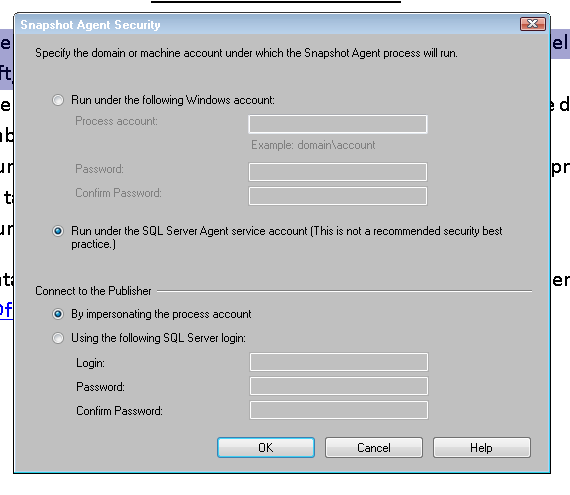 Snapshot Agent Security
Specify the domain or machine account under which the Snapshot Agent process will run.
Run under the following Windows account:
Process account:
Example: domain\account
Password:
Confirm Password:
Run under the SQL Server Agent service account (This is not a recommended security best
practice.)
Connect to the Publisher
By impersonating the process account
Using the following SQL Server login:
Login:
Password:
Confirm Password:
OK Cancel Help